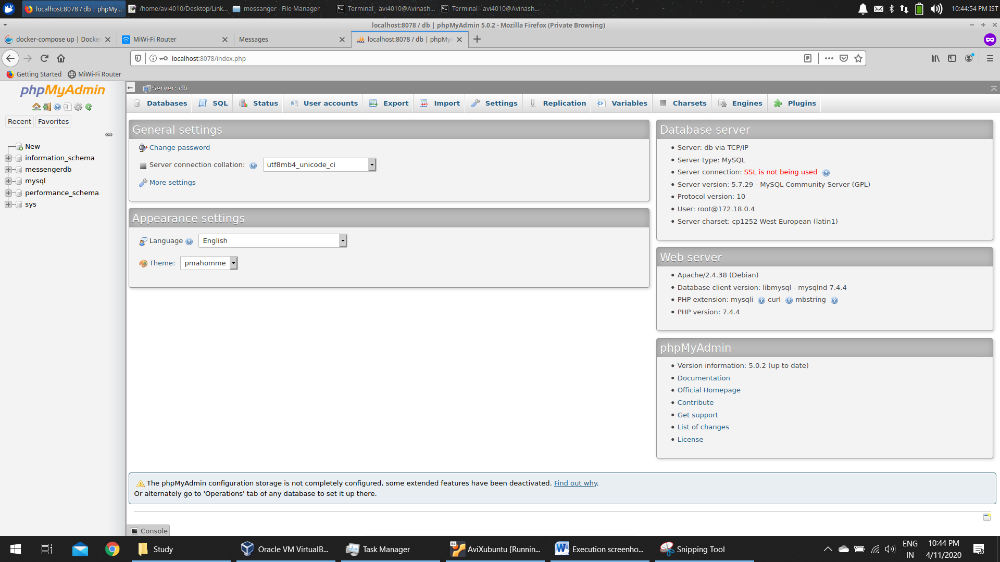 localhost:8078 / db | phpMy...
/home/avi4010/Desktop/Link...
messanger - File Manager
Terminal - avi4010@Avinash...
Terminal - avi4010@Avinash...
10:44:54 PM IST
localhost:8078 / db | phpMyAdmin 5.0.2 - Mozilla Firefox (Private Browsing)
docker-compose up | Docker
MiWi-Fi Router
Messages
localhost:8078 / db | phpMyA
localhost:8078/index.php
Getting Started
MiWi-Fi Router
phpMyAdmin
Recent
Favorites
New
information_schema
messengerdb
mysql
performance_schema
sys
Server: db
Databases
SQL
Status
User accounts
Export
Import
Settings
Replication
Variables
Charsets
Engines
Plugins
General settings
Change password
Server connection collation:
utf8mb4_unicode_ci
More settings
Appearance settings
Language
English
Theme:
pmahomme
Database server
Server: db via TCP/IP
Server type: MySQL
Server connection: SSL is not being used
Server version: 5.7.29 - MySQL Community Server (GPL)
Protocol version: 10
User: root@172.18.0.4
Server charset: cp1252 West European (latin1)
Web server
Apache/2.4.38 (Debian)
Database client version: libmysql - mysqlnd 7.4.4
PHP extension: mysqli curl mbstring
PHP version: 7.4.4
phpMyAdmin
Version information: 5.0.2 (up to date)
Documentation
Official Homepage
Contribute
Get support
List of changes
License
The phpMyAdmin configuration storage is not completely configured, some extended features have been deactivated. Find out why.
Or alternately go to 'Operations' tab of any database to set it up there.
Console
Study
Oracle VM VirtualB...
Task Manager
AviXubuntu [Runnin...
Execution screenho...
Snipping Tool
ENG
IN
10:44 PM
4/11/2020